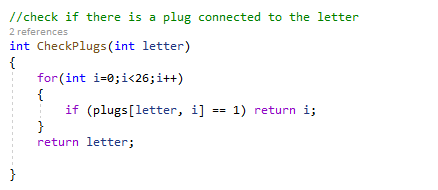 //check if there is a plug connected to the letter
2 references
int CheckPlugs(int letter)
{
    for(int i=0;i<26;i++)
    {
        if (plugs[letter, i] == 1) return i;
    }
    return letter;
}